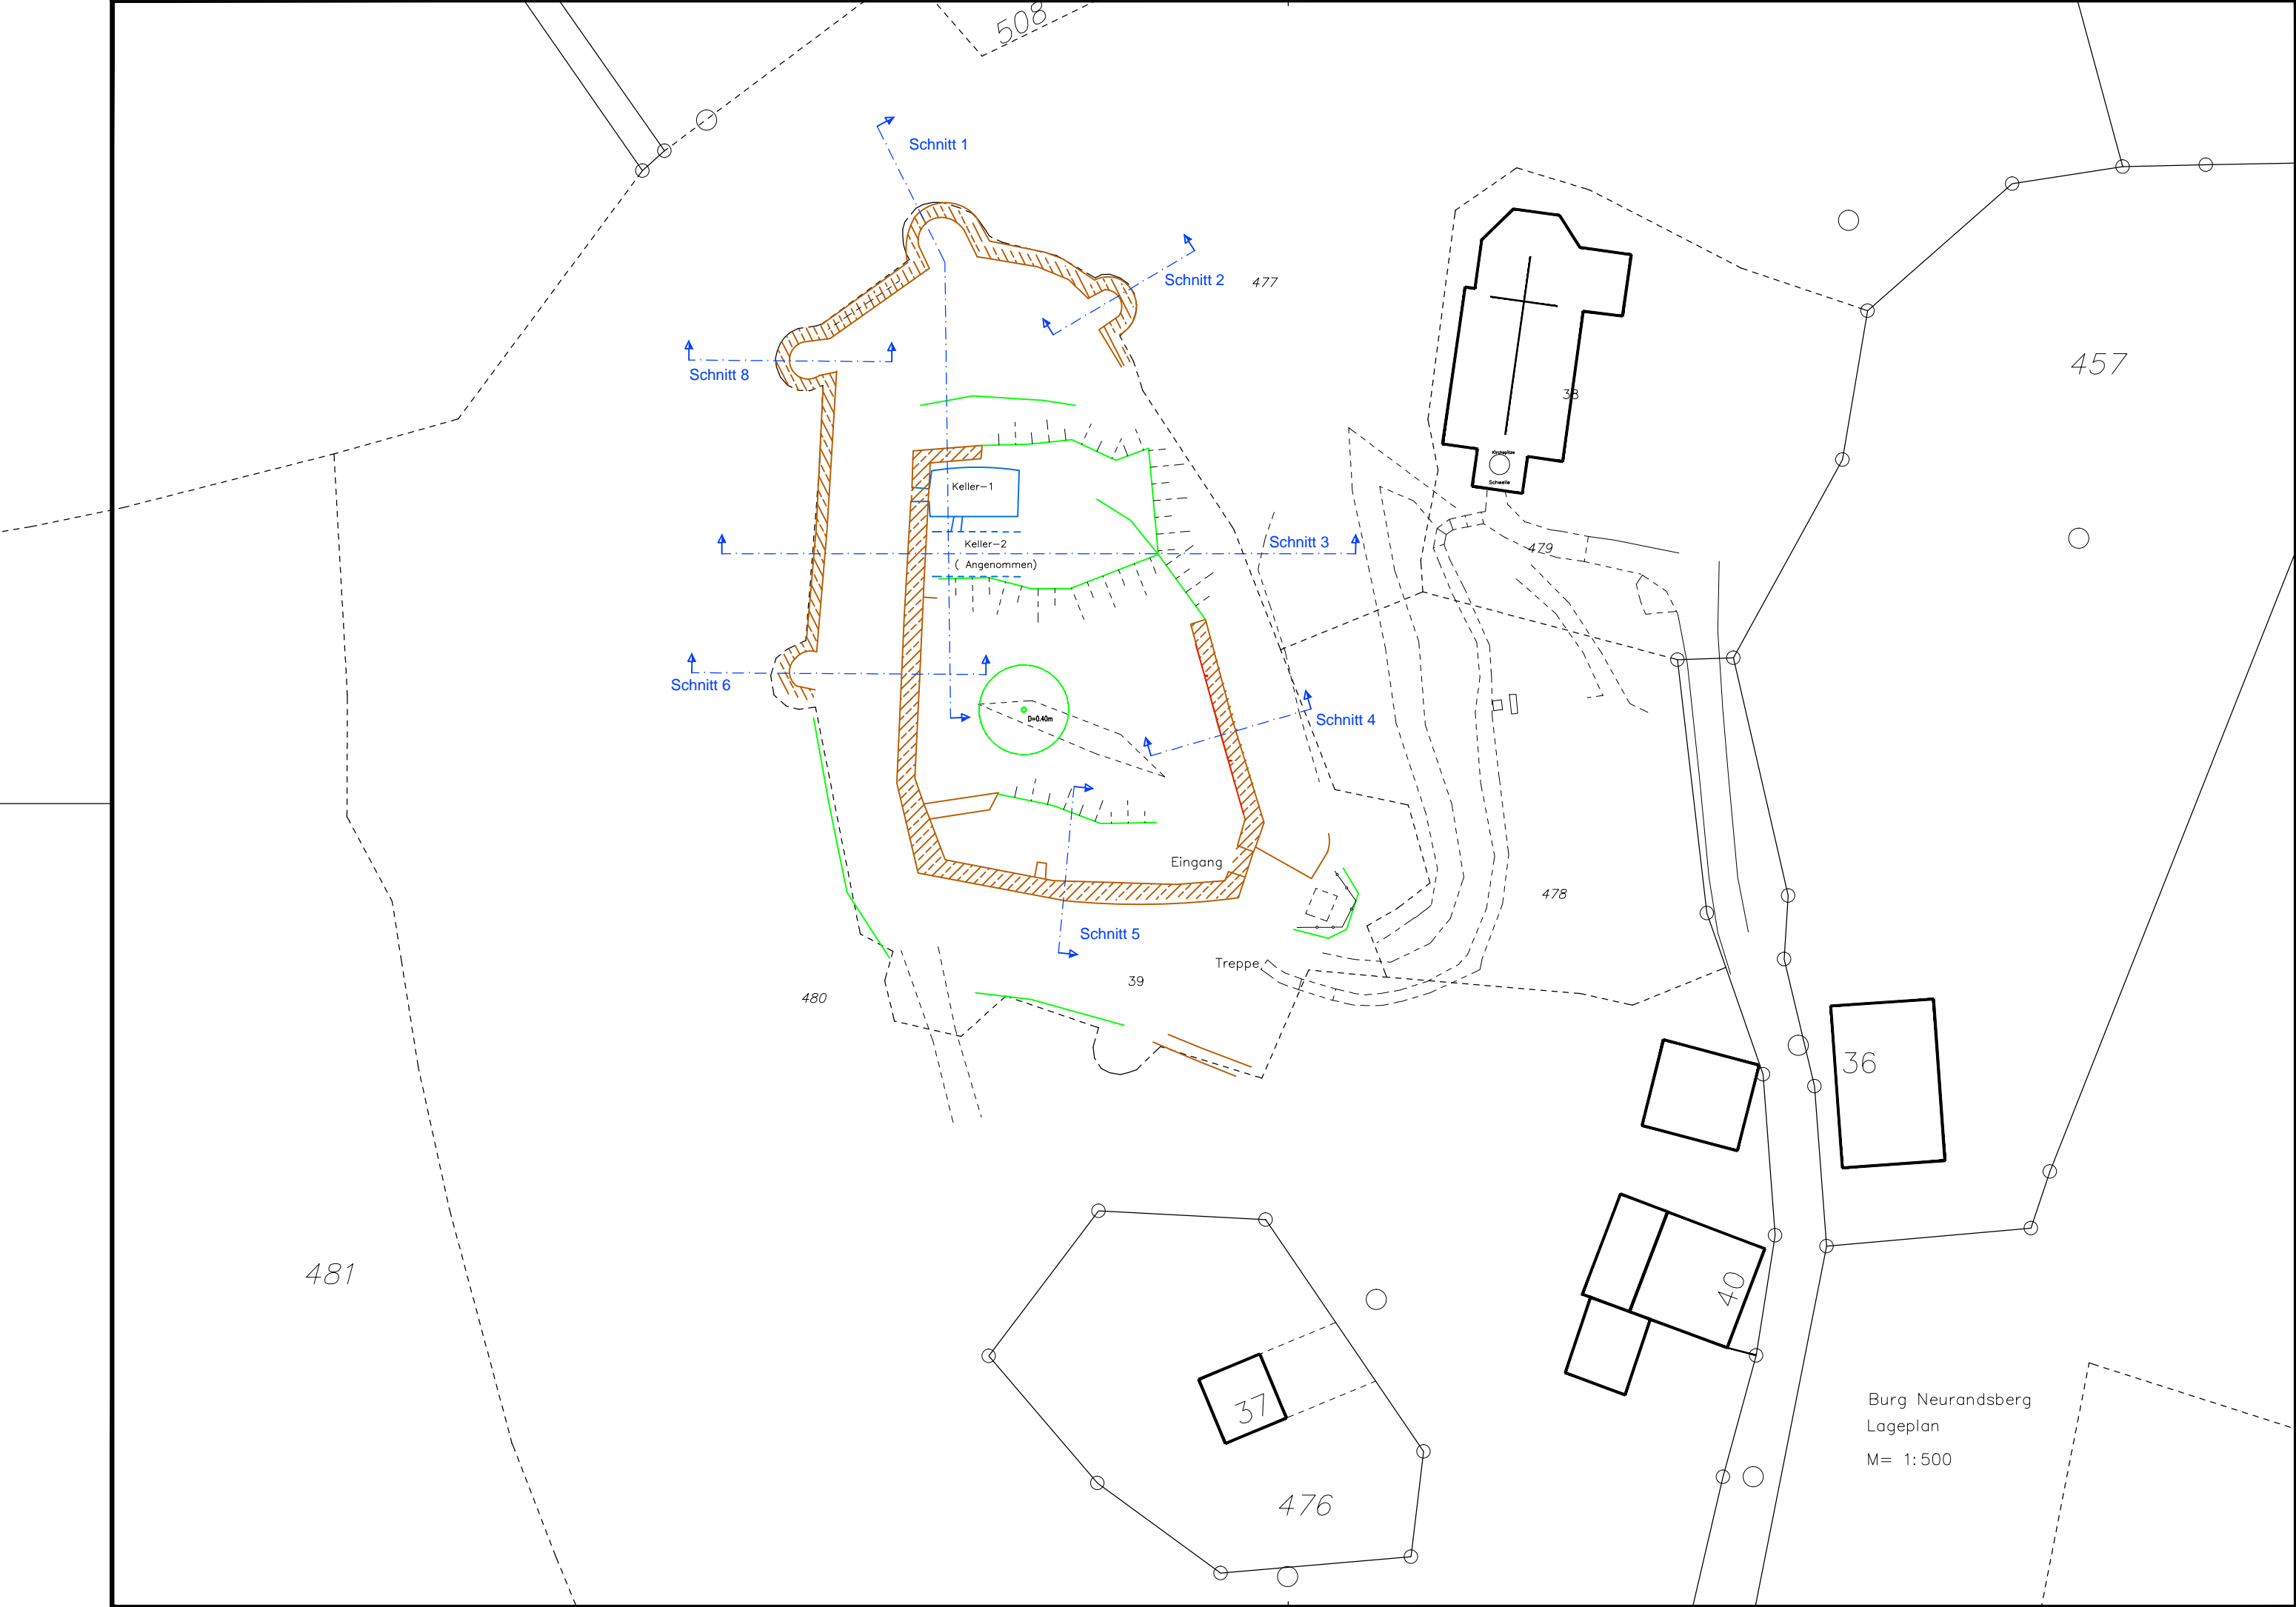 508
Schnitt 1
Schnitt 2
477
457
Schnitt 8
38
Kirchspitze
Schwelle
Keller-1
Keller-2
( Angenommen)
Schnitt 3
479
Schnitt 6
D=0.40m
Schnitt 4
Eingang
478
Schnitt 5
Treppe
39
480
36
481
40
37
476
Burg Neurandsberg
Lageplan
M= 1:500